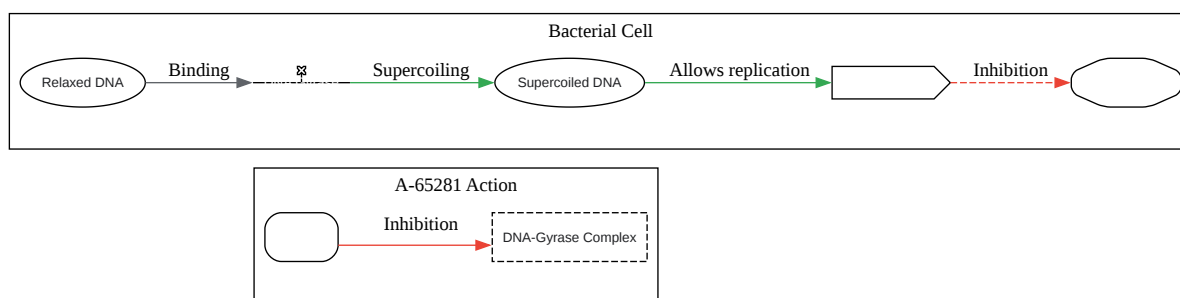 Bacterial Cell
Relaxed DNA
Binding
Supercoiling
Supercoiled DNA
Allows replication
Inhibition
A-65281 Action
Inhibition
DNA-Gyrase Complex